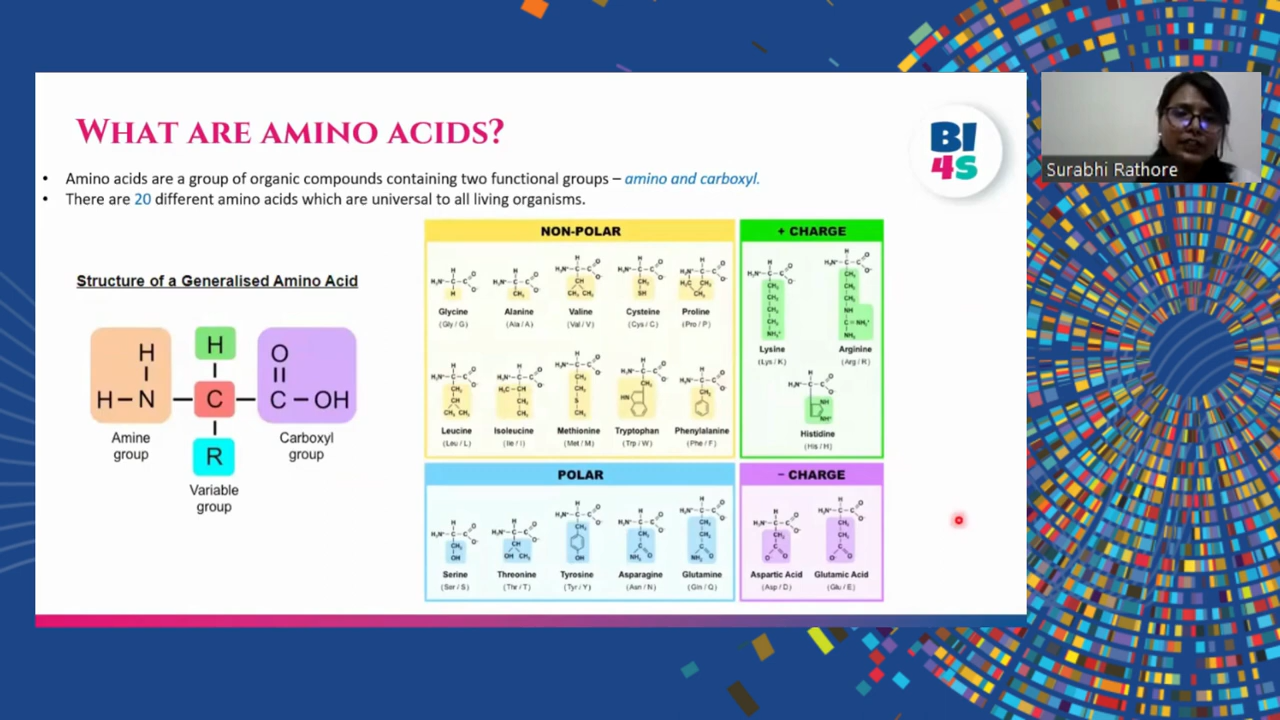 WHAT ARE AMINO ACIDS?
BI
4S
Surabhi Rathore
• Amino acids are a group of organic compounds containing two functional groups – amino and carboxyl.
• There are 20 different amino acids which are universal to all living organisms.
Structure of a Generalised Amino Acid
H
H – N – C – C – OH
H
O
R
Amine group
Carboxyl group
Variable group
NON-POLAR
Glycine
(Gly / G)
Alanine
(Ala / A)
Valine
(Val / V)
Cysteine
(Cys / C)
Proline
(Pro / P)
Leucine
(Leu / L)
Isoleucine
(Ile / I)
Methionine
(Met / M)
Tryptophan
(Trp / W)
Phenylalanine
(Phe / F)
+ CHARGE
Lysine
(Lys / K)
Arginine
(Arg / R)
Histidine
(His / H)
POLAR
Serine
(Ser / S)
Threonine
(Thr / T)
Tyrosine
(Tyr / Y)
Asparagine
(Asn / N)
Glutamine
(Gln / Q)
− CHARGE
Aspartic Acid
(Asp / D)
Glutamic Acid
(Glu / E)